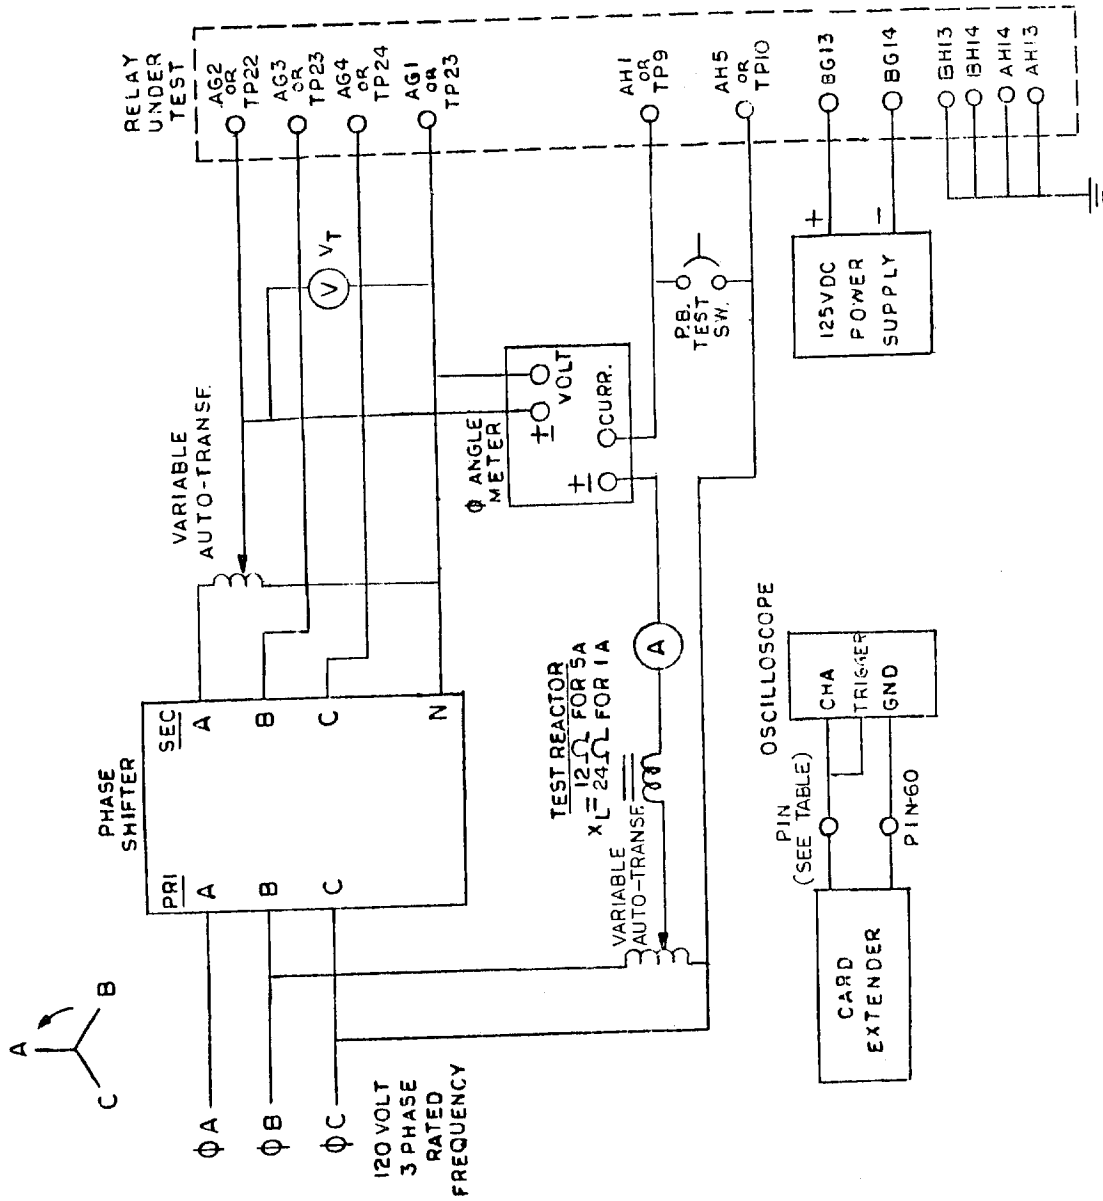 A
B
C
ϕA
ϕB
ϕC
120 VOLT
3 PHASE
RATED
FREQUENCY
PHASE
SHIFTER
PRI
A
B
C
SEC
A
B
C
N
VARIABLE
AUTO-TRANSF.
VARIABLE
AUTO-TRANSF.
TEST REACTOR
XL = 12Ω FOR 5A
24Ω FOR 1A
A
ϕ ANGLE
METER
±
VOLT
±
CURR.
V
VT
P.B.
TEST
SW.
RELAY
UNDER
TEST
AG2
OR
TP22
AG3
OR
TP23
AG4
OR
TP24
AG1
OR
TP23
AH1
OR
TP9
AH5
OR
TP10
BG13
BG14
BH13
BH14
AH14
AH13
125VDC
POWER
SUPPLY
+
−
CARD
EXTENDER
PIN
(SEE TABLE)
PIN-60
OSCILLOSCOPE
CHA
TRIGGER
GND